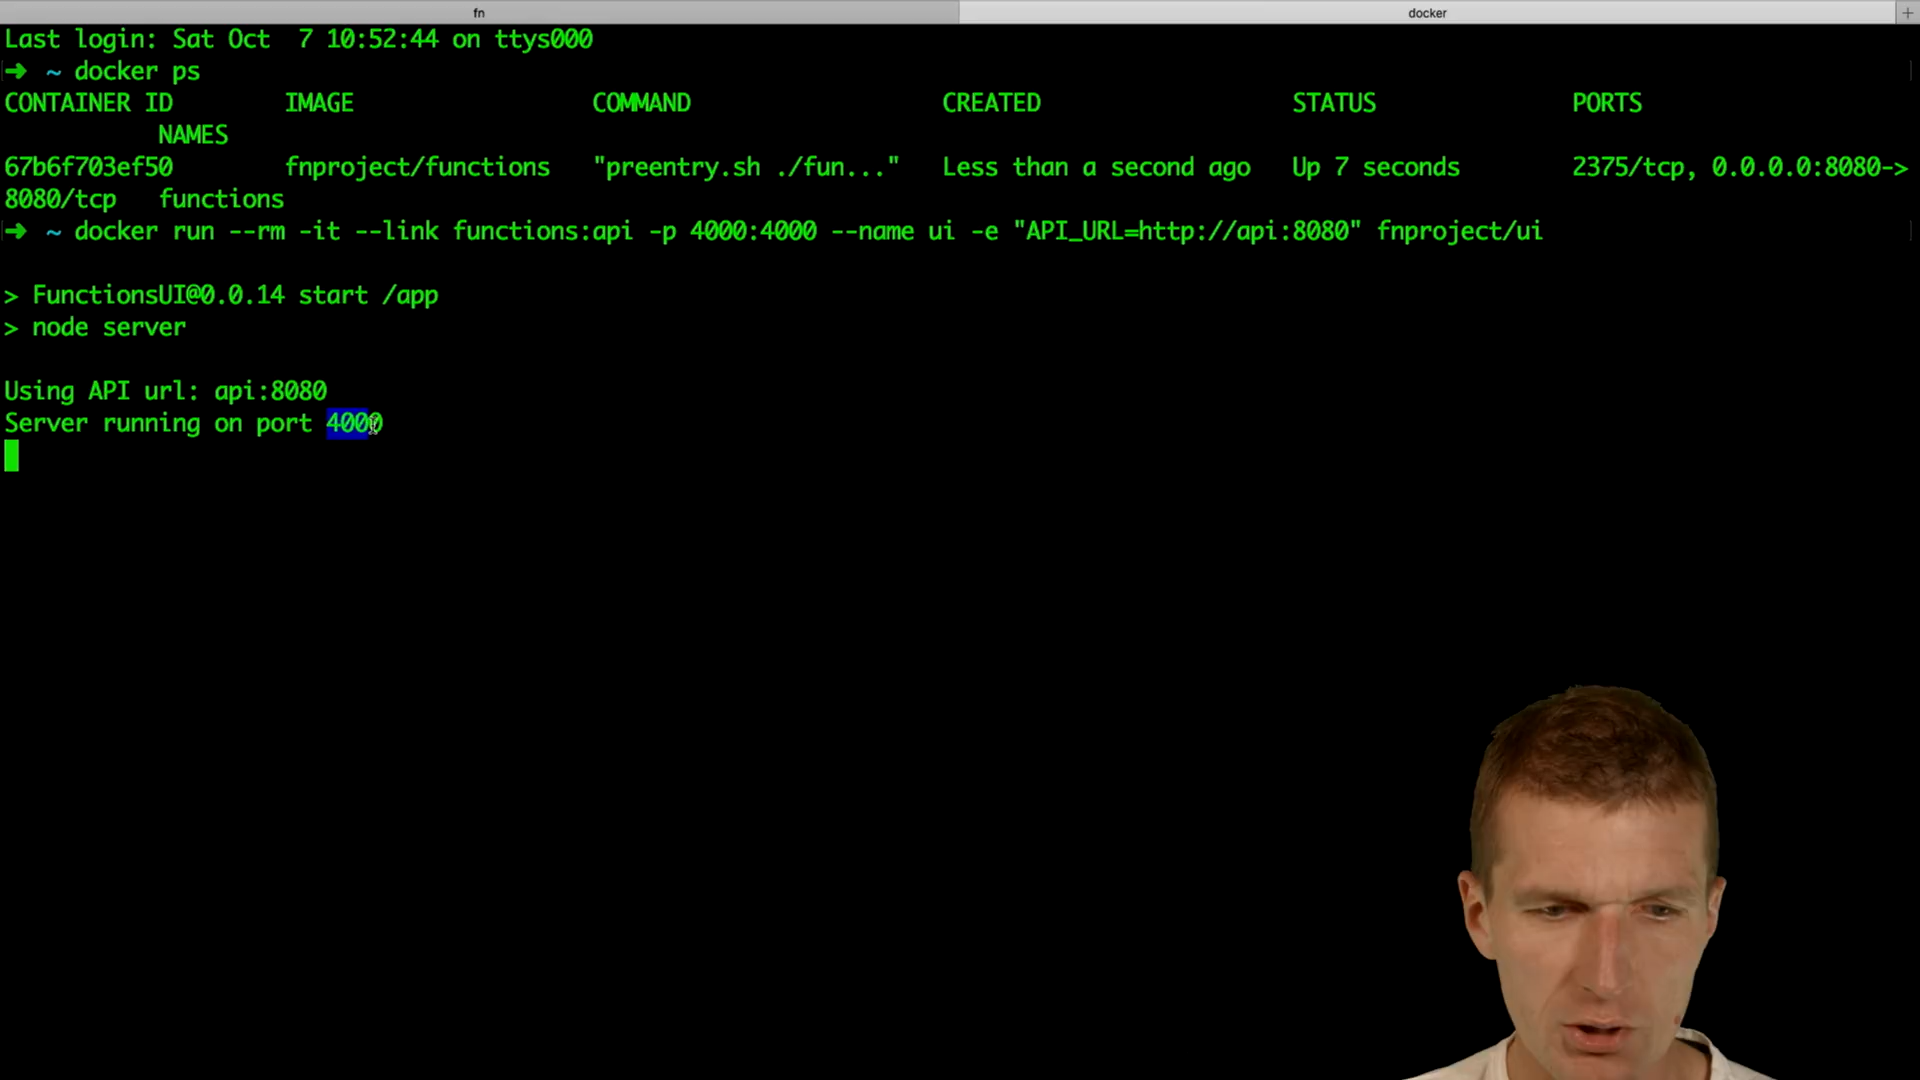 fn
docker
+
Last login: Sat Oct  7 10:52:44 on ttys000
➜  ~ docker ps
CONTAINER ID        IMAGE                 COMMAND                  CREATED                  STATUS              PORTS
           NAMES
67b6f703ef50        fnproject/functions   "preentry.sh ./fun..."   Less than a second ago   Up 7 seconds        2375/tcp, 0.0.0.0:8080->
8080/tcp   functions
➜  ~ docker run --rm -it --link functions:api -p 4000:4000 --name ui -e "API_URL=http://api:8080" fnproject/ui
> FunctionsUI@0.0.14 start /app
> node server
Using API url: api:8080
Server running on port 4000